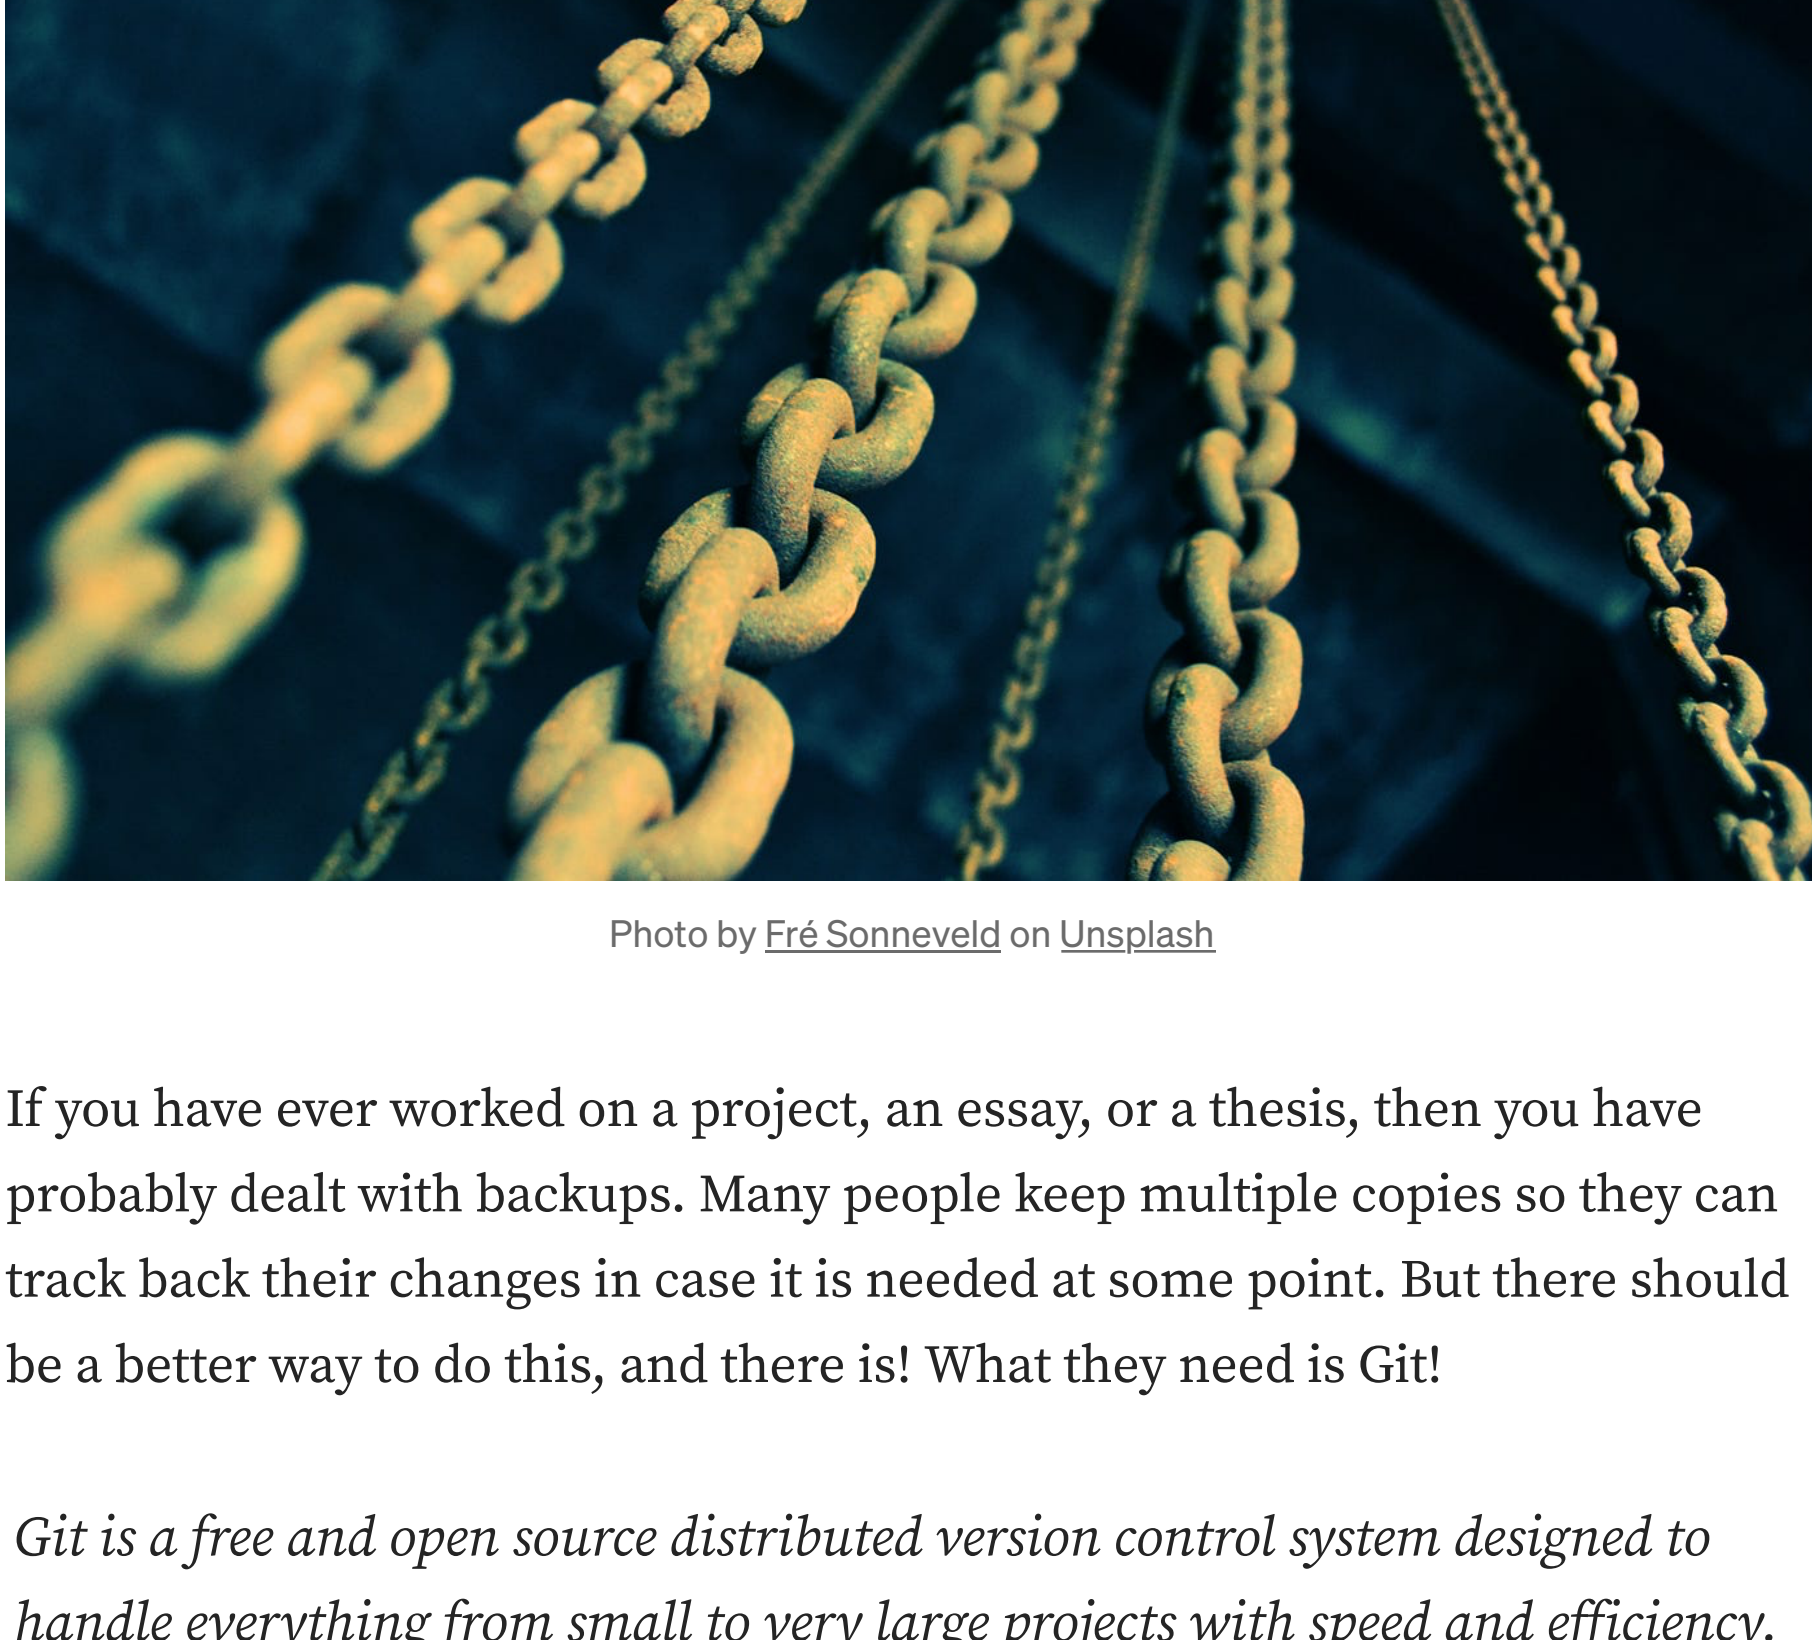 Photo by Fré Sonneveld on Unsplash
If you have ever worked on a project, an essay, or a thesis, then you have
probably dealt with backups. Many people keep multiple copies so they can
track back their changes in case it is needed at some point. But there should
be a better way to do this, and there is! What they need is Git!
Git is a free and open source distributed version control system designed to
handle everything from small to very large projects with speed and efficiency.